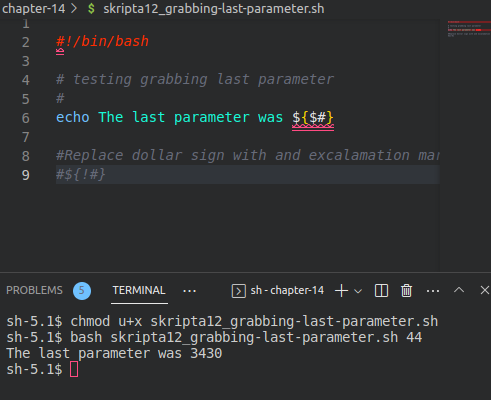 chapter-14 > $ skripta12_grabbing-last-parameter.sh
1
2 #!/bin/bash
3
4 # testing grabbing last parameter
5 #
6 echo The last parameter was ${$#}
7
8 #Replace dollar sign with and excalamation mar
9 #${!#}
PROBLEMS 5 TERMINAL ··· sh - chapter-14
sh-5.1$ chmod u+x skripta12_grabbing-last-parameter.sh
sh-5.1$ bash skripta12_grabbing-last-parameter.sh 44
The last parameter was 3430
sh-5.1$